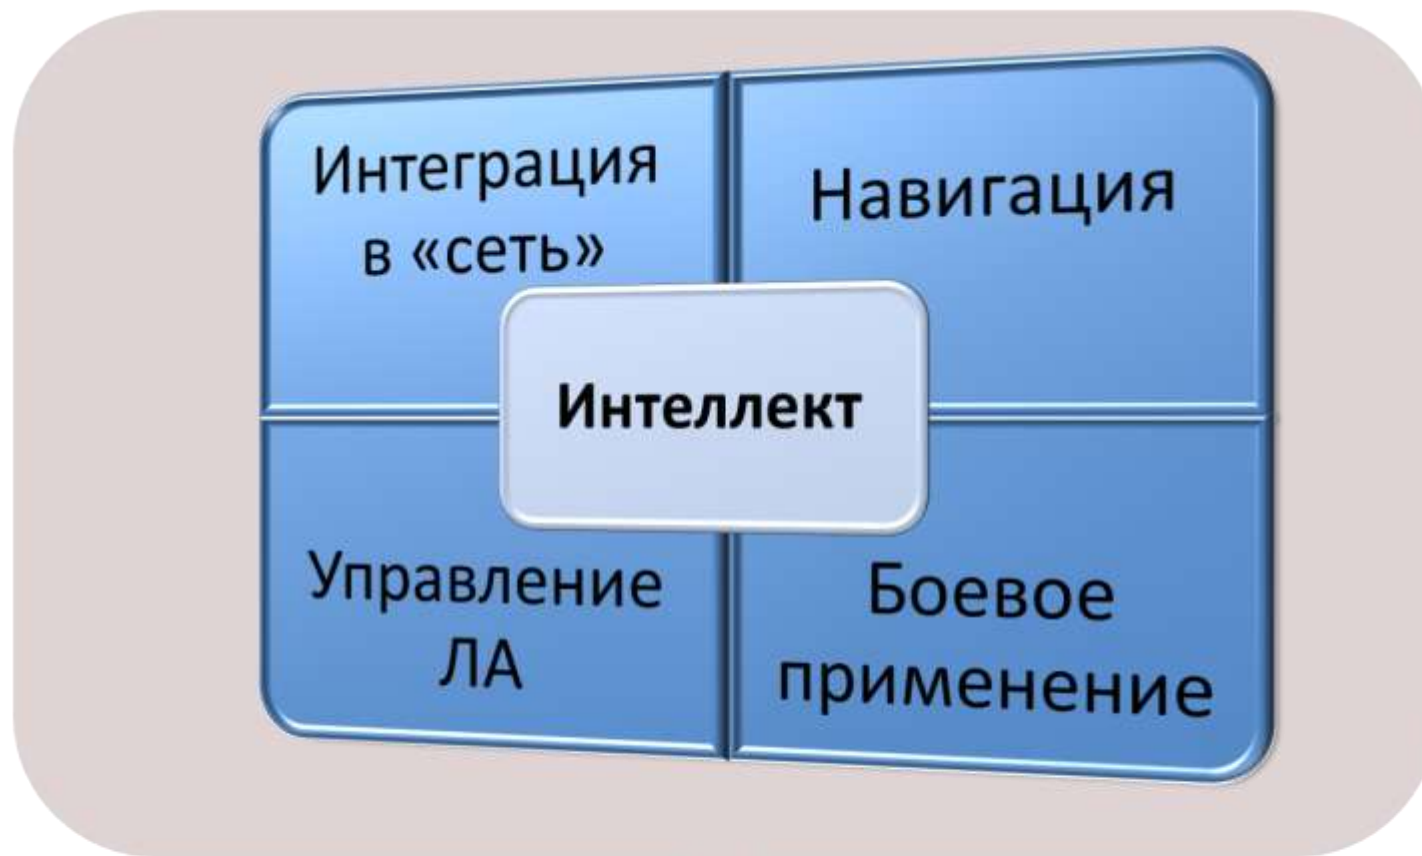 Интеграция
в «сеть»
Навигация
Интеллект
Управление
ЛА
Боевое
применение